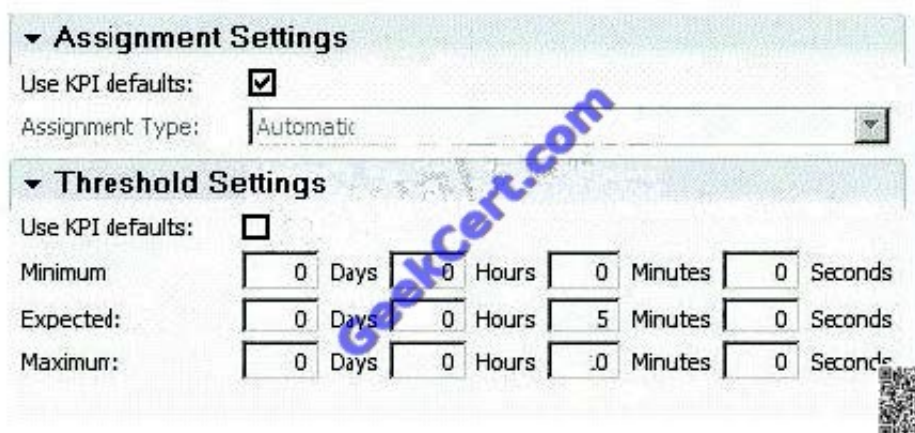 Assignment Settings
Use KPI defaults:
Assignment Type: Automatic
Threshold Settings
Use KPI defaults:
Minimum 0 Days 0 Hours 0 Minutes 0 Seconds
Expected: 0 Days 0 Hours 5 Minutes 0 Seconds
Maximum: 0 Days 0 Hours 10 Minutes 0 Seconds
GeekCert.com